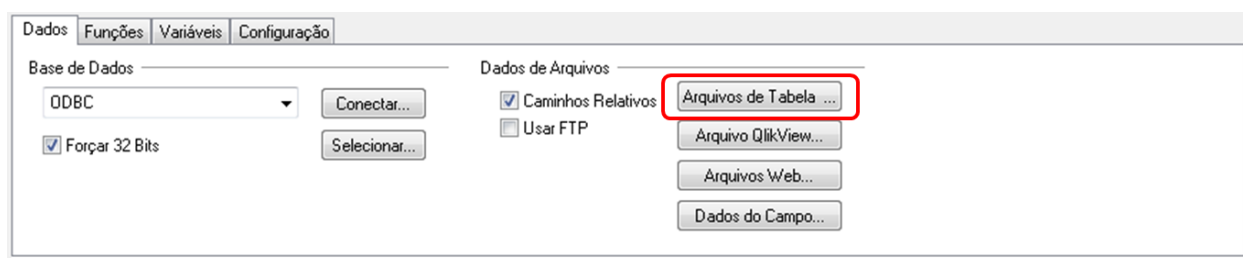 Dados Funções Variáveis Configuração
Base de Dados
ODBC
Conectar...
Forçar 32 Bits
Selecionar...
Dados de Arquivos
Caminhos Relativos
Usar FTP
Arquivos de Tabela ...
Arquivo QlikView...
Arquivos Web...
Dados do Campo...